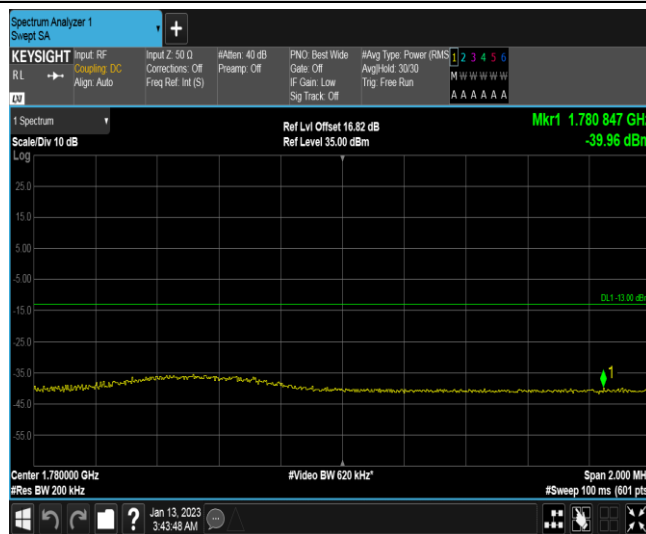 Spectrum Analyzer 1
Swept SA
+
KEYSIGHT
RL
LXI
Input: RF
Coupling: DC
Align: Auto
Input Z: 50 Ω
Corrections: Off
Freq Ref: Int (S)
#Atten: 40 dB
Preamp: Off
PNO: Best Wide
Gate: Off
IF Gain: Low
Sig Track: Off
#Avg Type: Power (RMS
Avg|Hold: 30/30
Trig: Free Run
1 2 3 4 5 6
M W W W W W
A A A A A A
1 Spectrum
Scale/Div 10 dB
Ref Lvl Offset 16.82 dB
Ref Level 35.00 dBm
Mkr1 1.780 847 GHz
-39.96 dBm
Log
25.0
15.0
5.00
-5.00
DL1 -13.00 dBm
-15.0
-25.0
1
-35.0
-45.0
-55.0
Center 1.780000 GHz
#Res BW 200 kHz
#Video BW 620 kHz*
Span 2.000 MH
#Sweep 100 ms (601 pts
?
Jan 13, 2023
3:43:48 AM